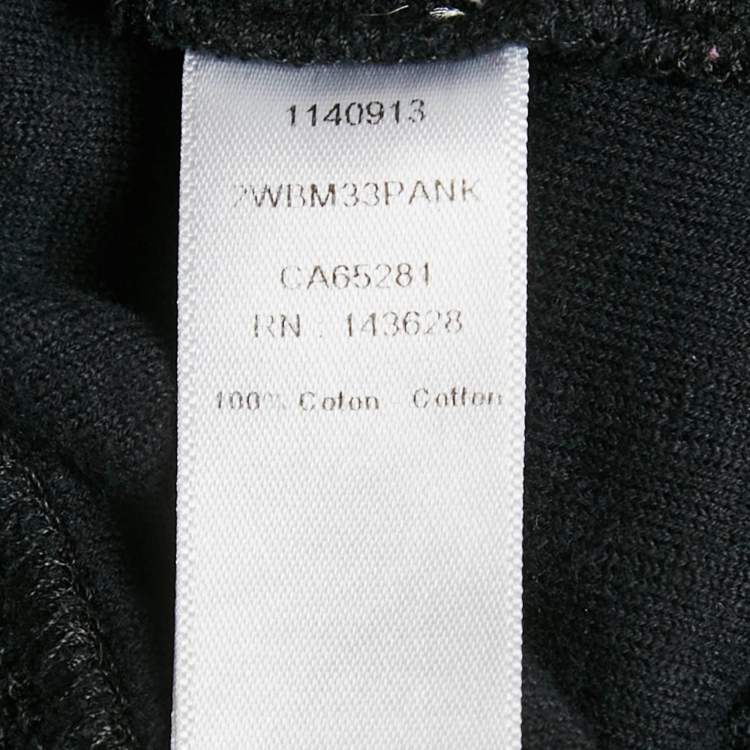 1140913
2WBM33PANK
CA65281
RN : 143628
100% Coton - Cotton